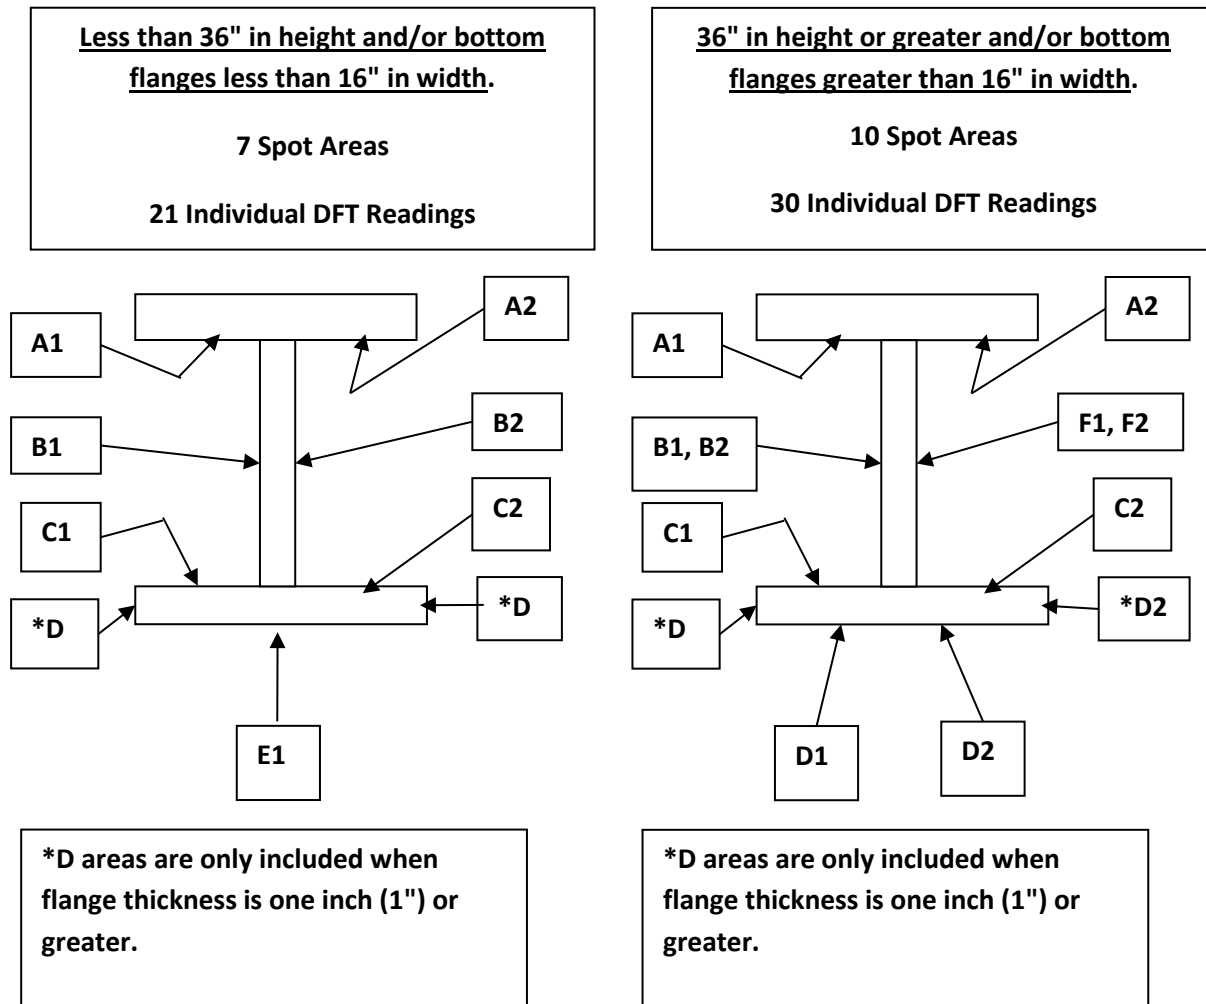 Less than 36" in height and/or bottom
flanges less than 16" in width.
7 Spot Areas
21 Individual DFT Readings
36" in height or greater and/or bottom
flanges greater than 16" in width.
10 Spot Areas
30 Individual DFT Readings
A1
A2
B1
B2
C1
C2
*D
*D
E1
*D areas are only included when
flange thickness is one inch (1") or
greater.
A1
A2
B1, B2
F1, F2
C1
C2
*D
*D2
D1
D2
*D areas are only included when
flange thickness is one inch (1") or
greater.